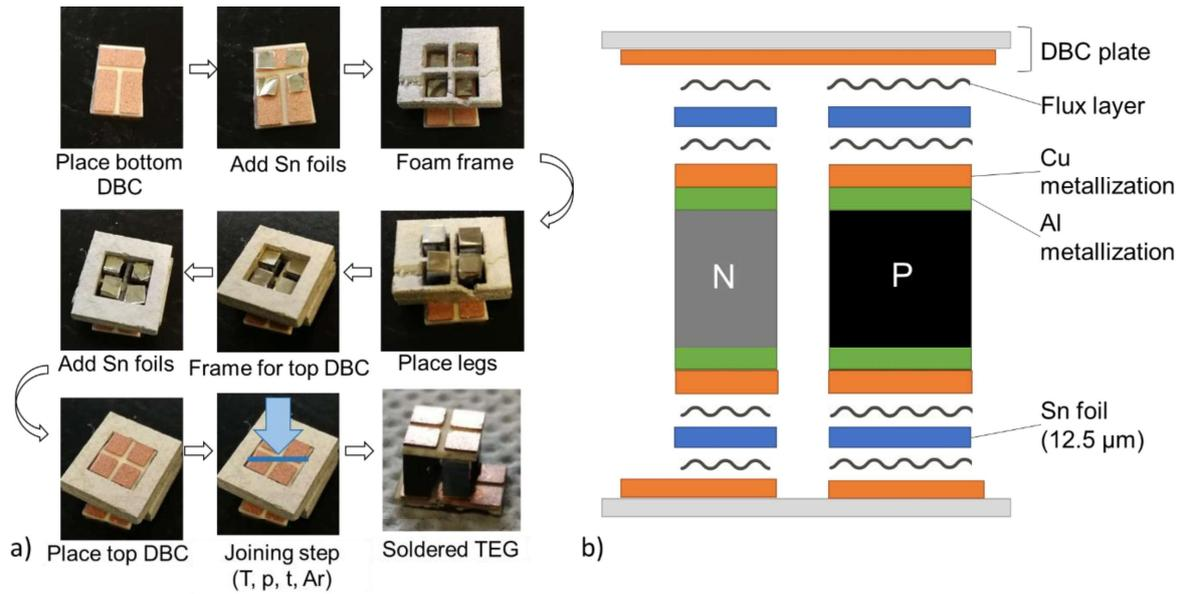 Place bottom
DBC
Add Sn foils
Foam frame
Add Sn foils
Frame for top DBC
Place legs
Place top DBC
Joining step
(T, p, t, Ar)
Soldered TEG
a)
DBC plate
Flux layer
Cu
metallization
Al
metallization
N
P
Sn foil
(12.5 μm)
b)